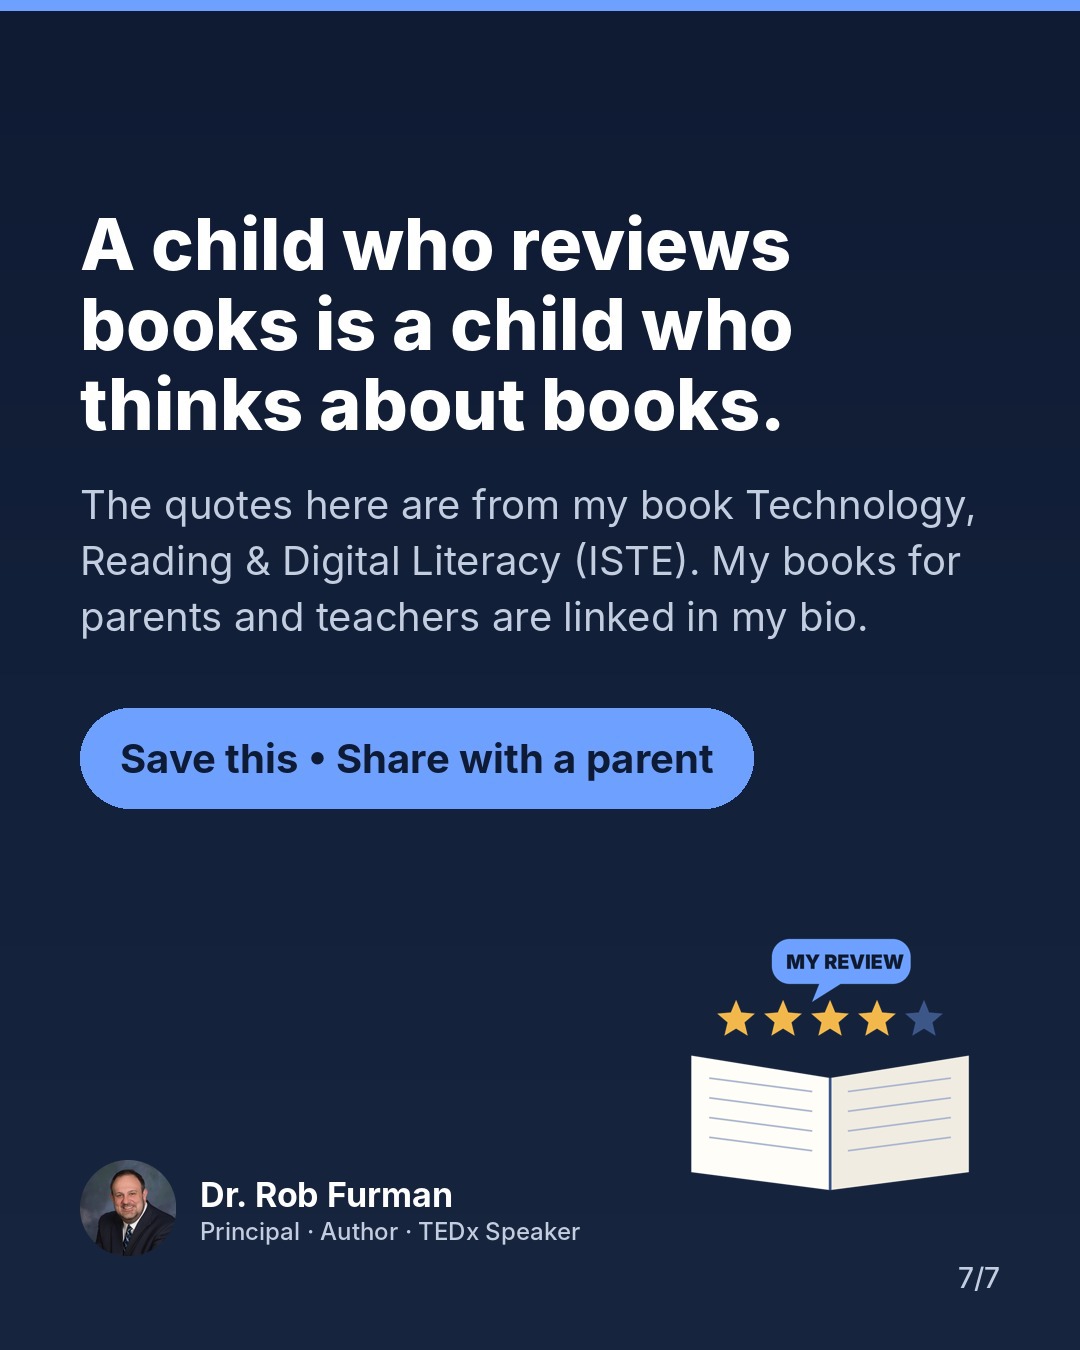 A child who reviews
books is a child who
thinks about books.
The quotes here are from my book Technology,
Reading & Digital Literacy (ISTE). My books for
parents and teachers are linked in my bio.
Save this • Share with a parent
MY REVIEW
Dr. Rob Furman
Principal · Author · TEDx Speaker
7/7